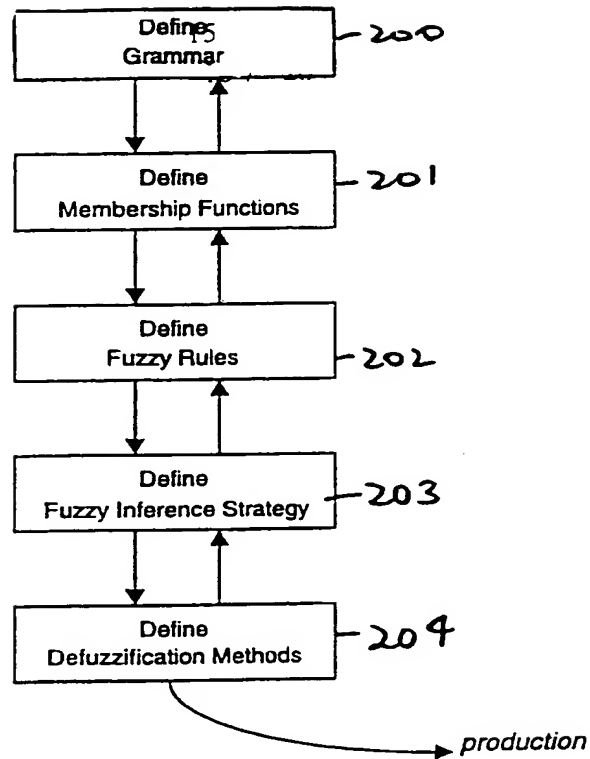 Define
15
Grammar
200
Define
Membership Functions
201
Define
Fuzzy Rules
202
Define
Fuzzy Inference Strategy
203
Define
Defuzzification Methods
204
production